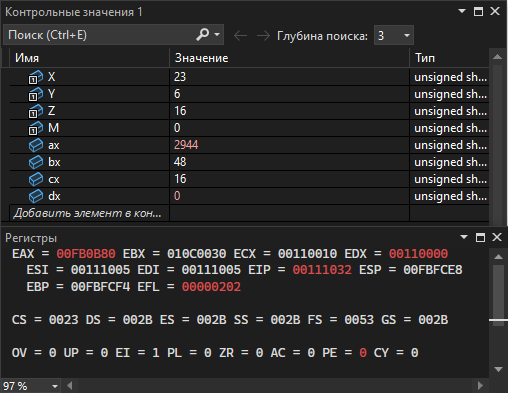 Контрольные значения 1
Поиск (Ctrl+E) Глубина поиска: 3
Имя Значение Тип
X 23 unsigned sh...
Y 6 unsigned sh...
Z 16 unsigned sh...
M 0 unsigned sh...
ax 2944 unsigned sh...
bx 48 unsigned sh...
cx 16 unsigned sh...
dx 0 unsigned sh...
Добавить элемент в кон...
Регистры
EAX = 00FB0B80 EBX = 010C0030 ECX = 00110010 EDX = 00110000
ESI = 00111005 EDI = 00111005 EIP = 00111032 ESP = 00FBFCE8
EBP = 00FBFCF4 EFL = 00000202
CS = 0023 DS = 002B ES = 002B SS = 002B FS = 0053 GS = 002B
OV = 0 UP = 0 EI = 1 PL = 0 ZR = 0 AC = 0 PE = 0 CY = 0
97 %